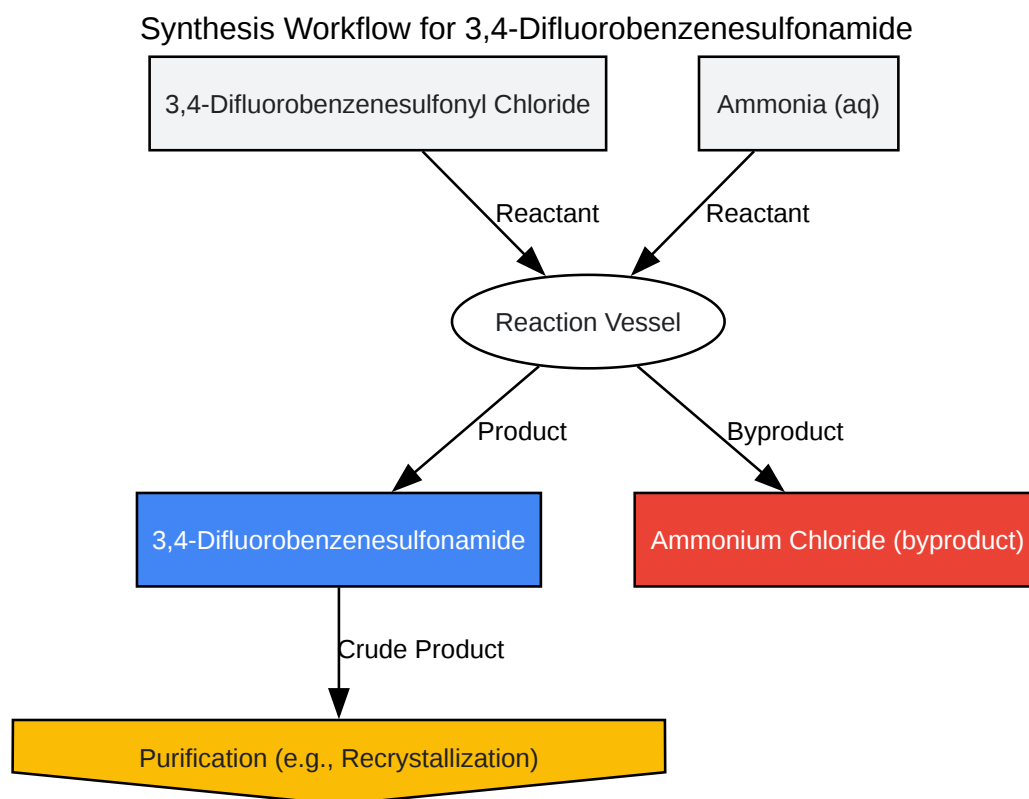 Synthesis Workflow for 3,4-Difluorobenzenesulfonamide
3,4-Difluorobenzenesulfonyl Chloride
Ammonia (aq)
Reactant
Reactant
Reaction Vessel
Product
Byproduct
3,4-Difluorobenzenesulfonamide
Ammonium Chloride (byproduct)
Crude Product
Purification (e.g., Recrystallization)